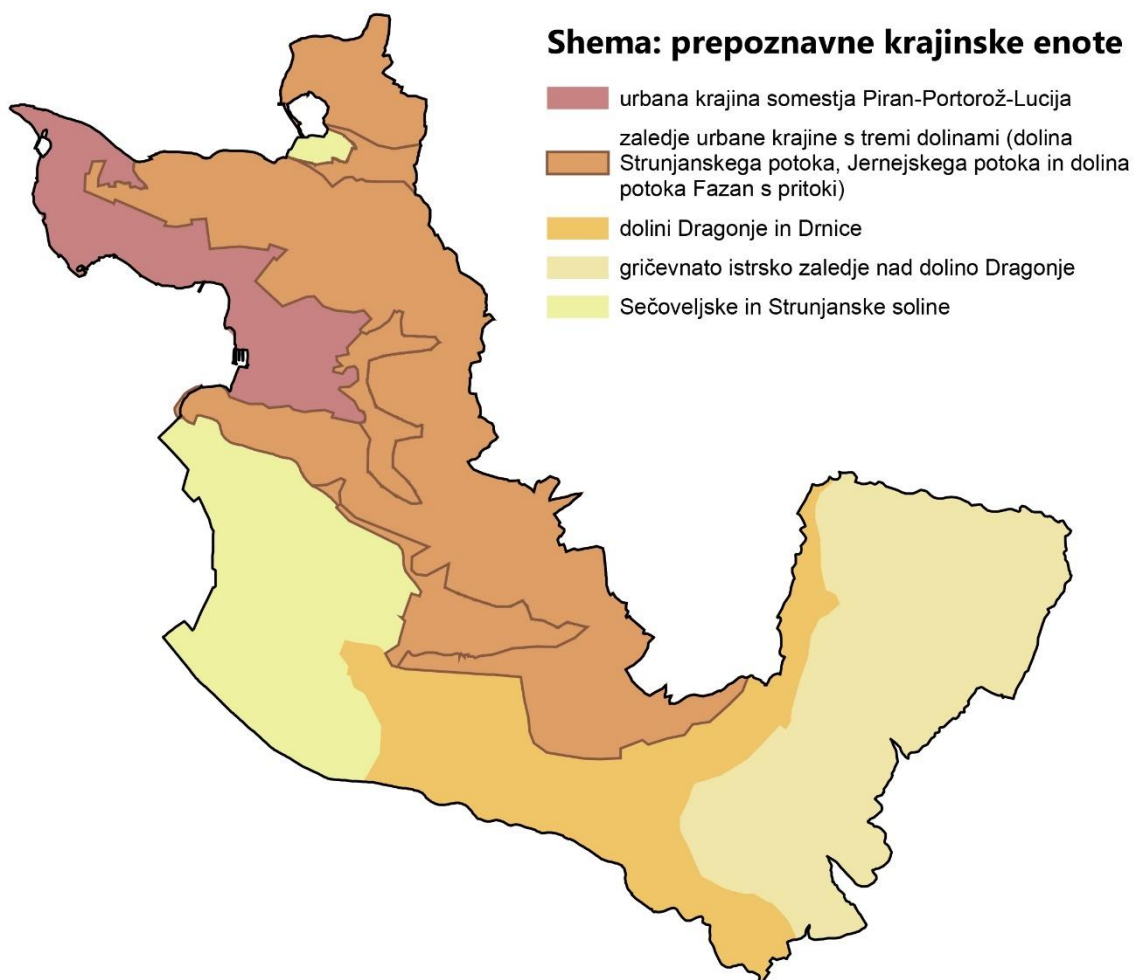 Shema: prepoznavne krajinske enote
urbana krajina somestja Piran-Portorož-Lucija
zaledje urbane krajine s tremi dolinami (dolina
Strunjanskega potoka, Jernejskega potoka in dolina
potoka Fazan s pritoki)
dolini Dragonje in Drnice
gričevnato istrsko zaledje nad dolino Dragonje
Sečoveljske in Strunjanske soline